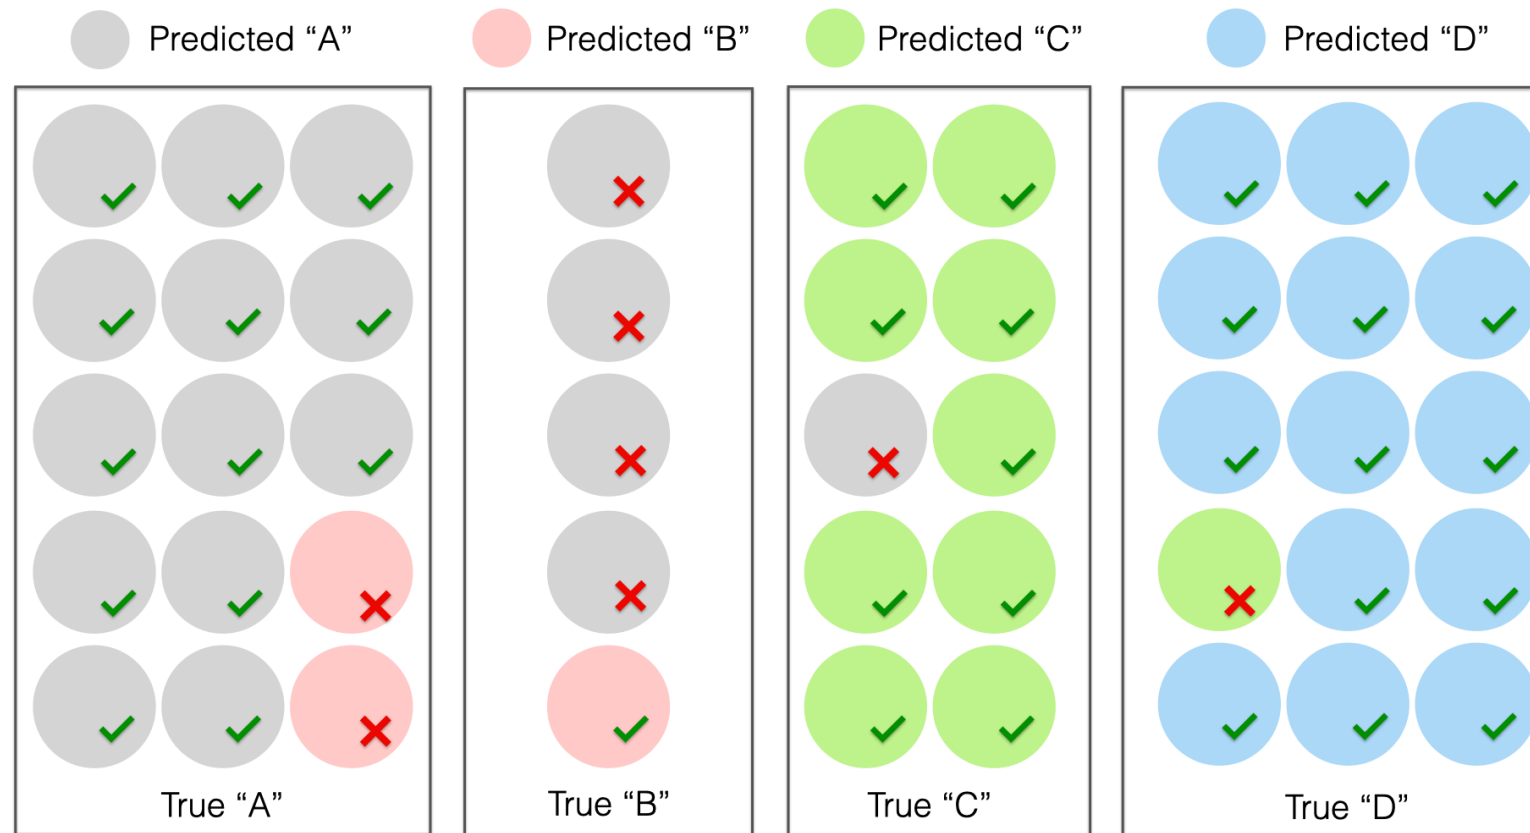 Predicted “A”
Predicted “B”
Predicted “C”
Predicted “D”
True “A”
True “B”
True “C”
True “D”